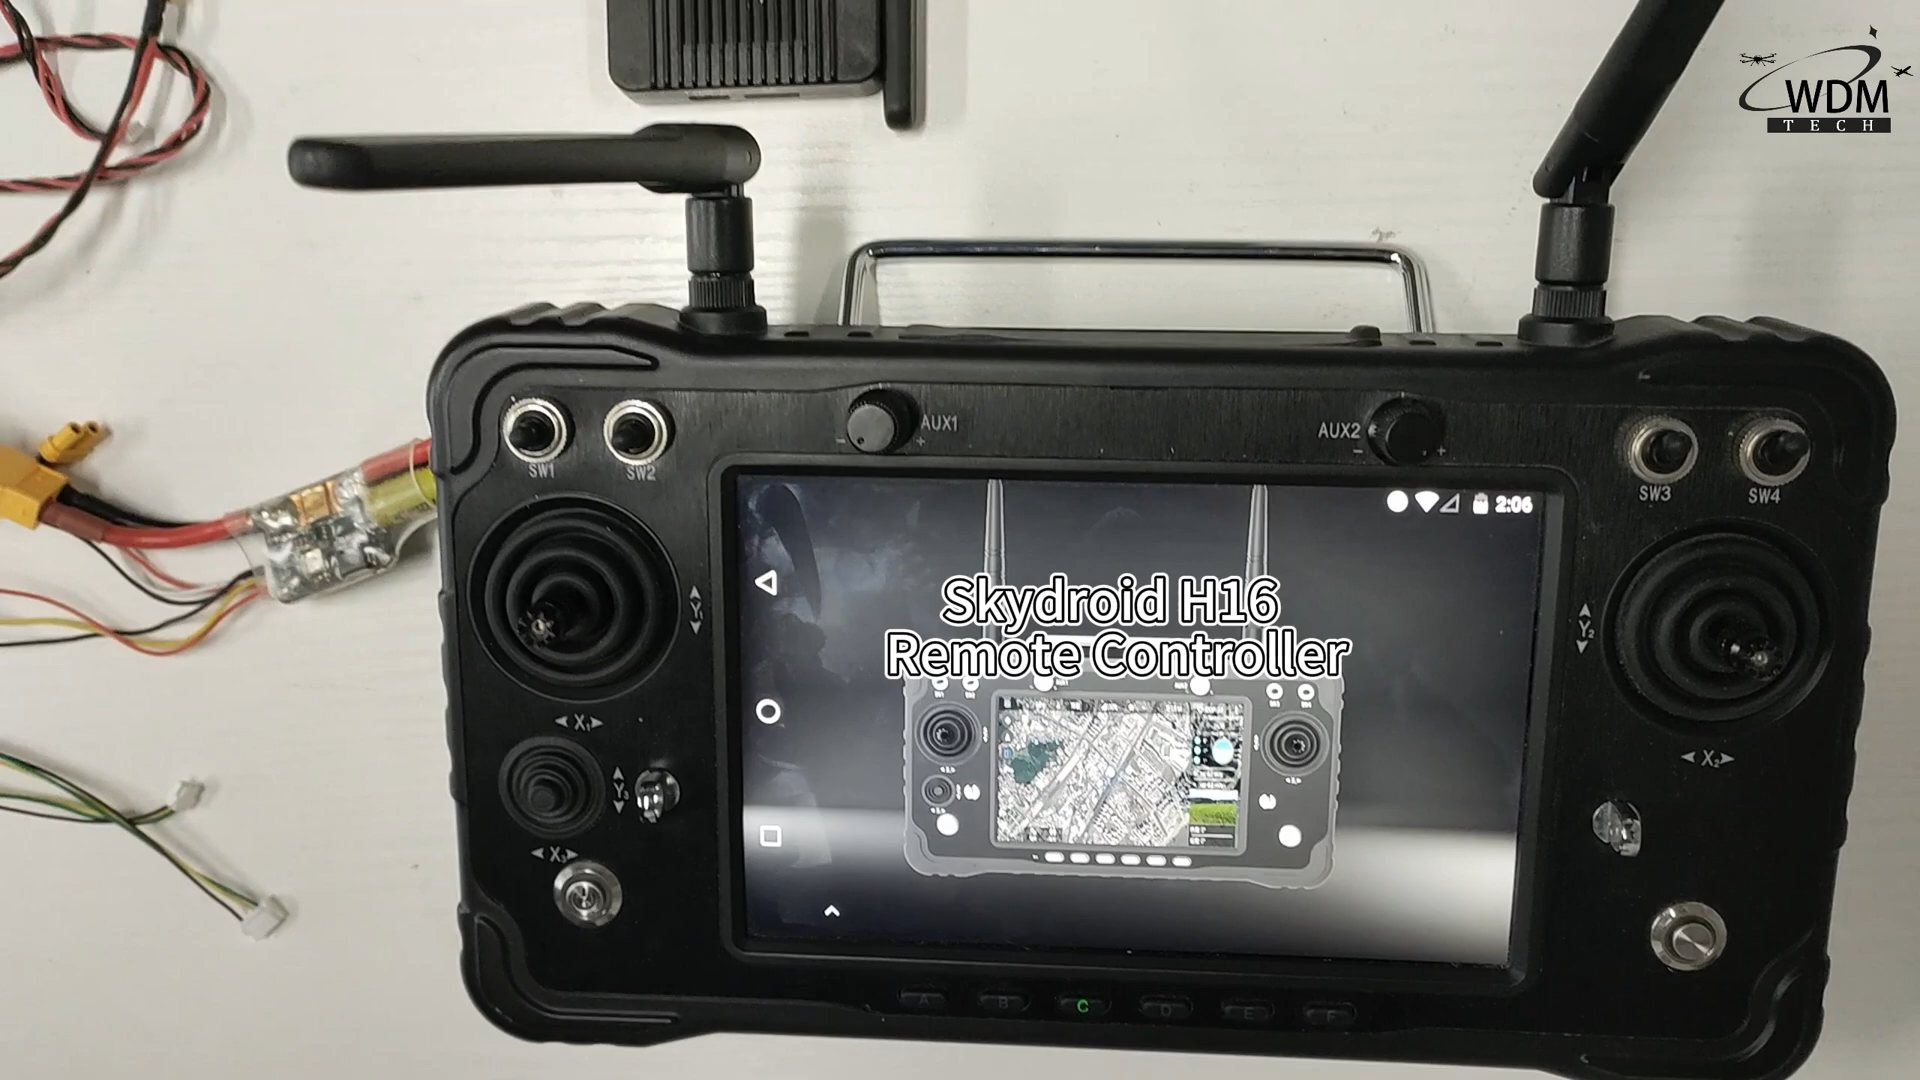 WDM
TECH
AUX1
- +
AUX2
- +
SW1
SW2
SW3
SW4
2:06
Skydroid H16
Remote Controller
Y1
Y2
X1
X2
Y3
X3
A B C D E F